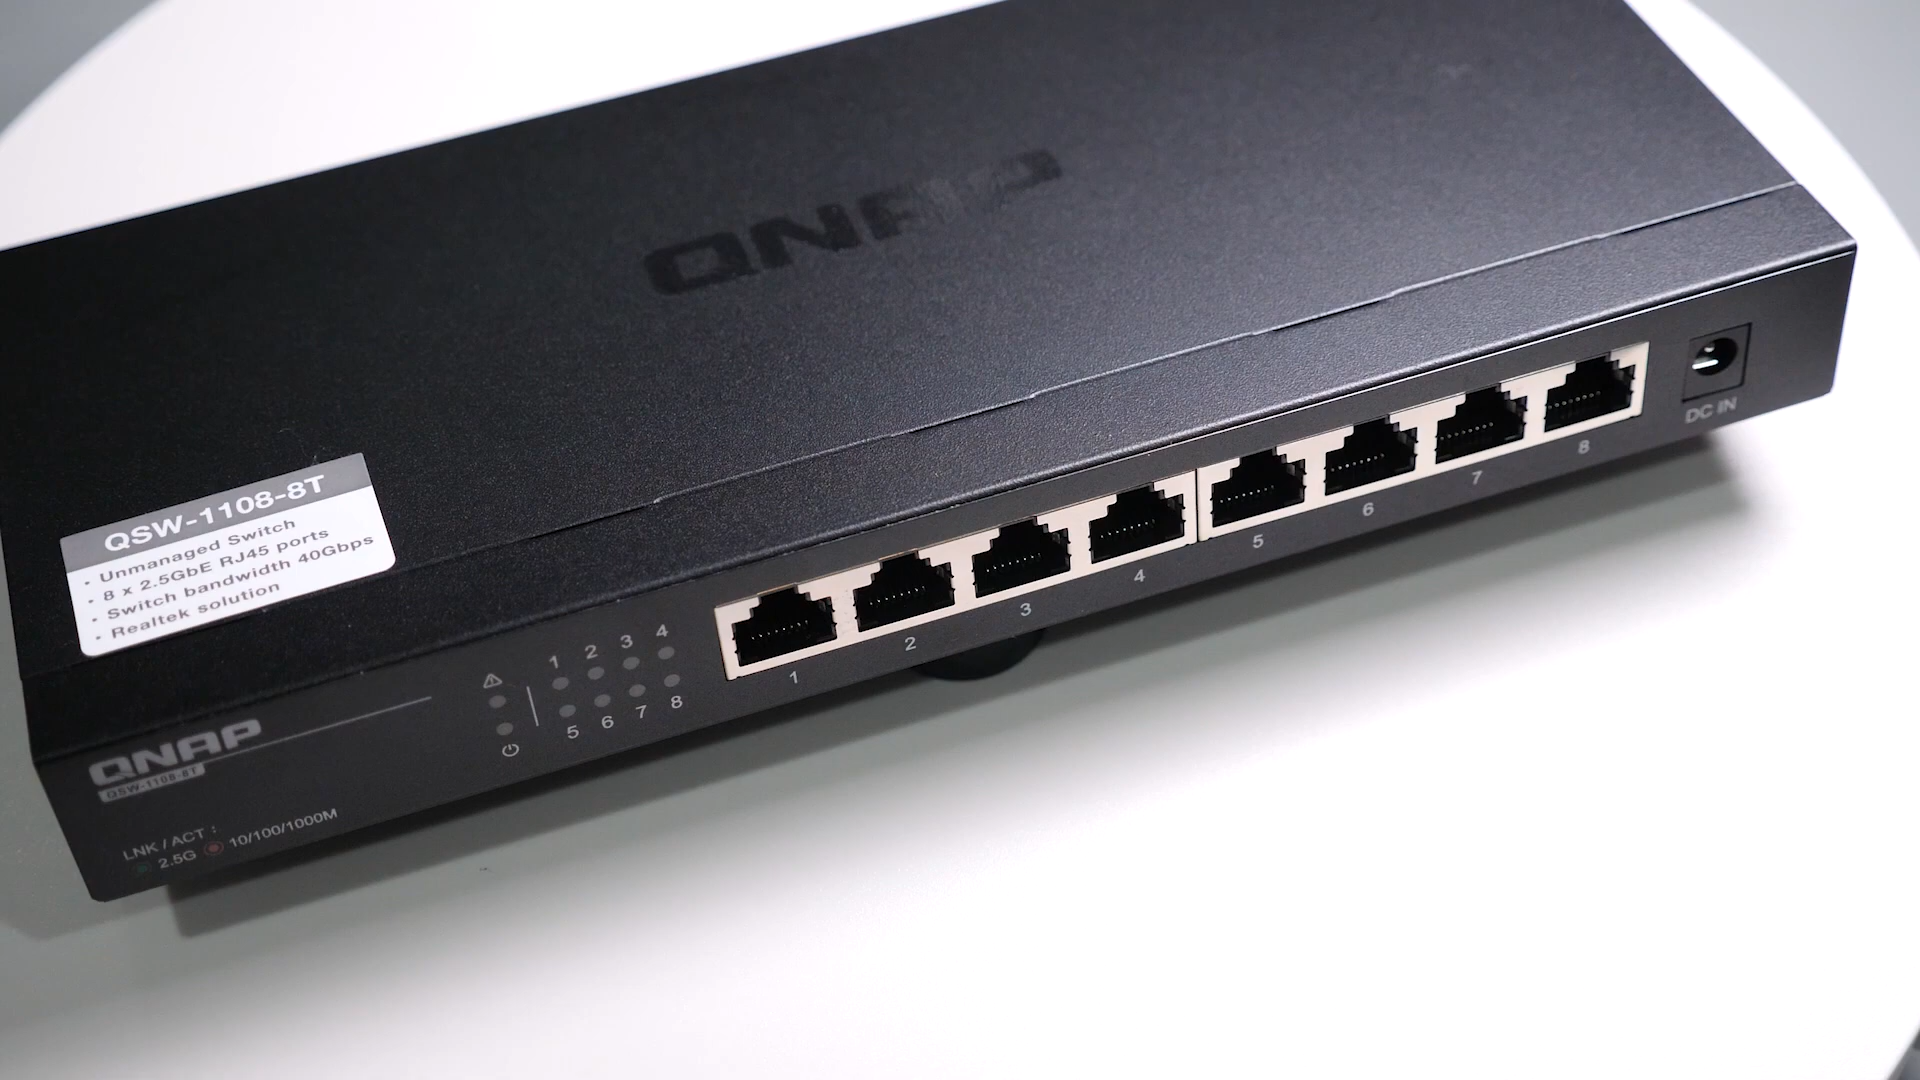 QNAP
QSW-1108-8T
• Unmanaged Switch
• 8 x 2.5GbE RJ45 ports
• Switch bandwidth 40Gbps
• Realtek solution
QNAP
QSW-1108-8T
LNK / ACT :
2.5G 10/100/1000M
1 2 3 4
5 6 7 8
1 2 3 4 5 6 7 8
DC IN